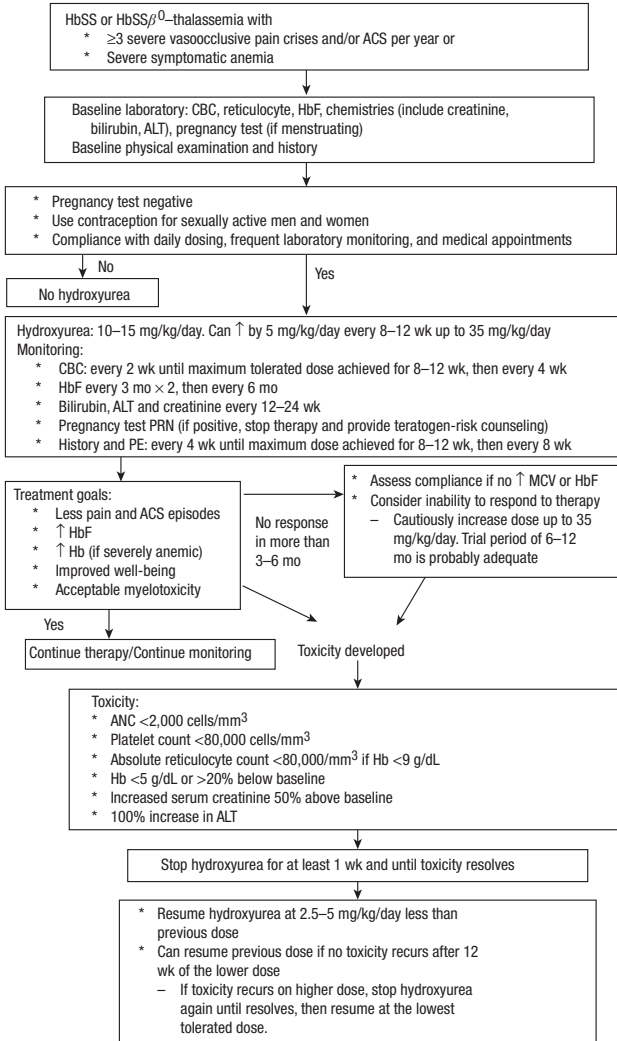 HbSS or HbSSβ0–thalassemia with
* ≥3 severe vasoocclusive pain crises and/or ACS per year or
* Severe symptomatic anemia
Baseline laboratory: CBC, reticulocyte, HbF, chemistries (include creatinine,
bilirubin, ALT), pregnancy test (if menstruating)
Baseline physical examination and history
* Pregnancy test negative
* Use contraception for sexually active men and women
* Compliance with daily dosing, frequent laboratory monitoring, and medical appointments
No
Yes
No hydroxyurea
Hydroxyurea: 10–15 mg/kg/day. Can ↑ by 5 mg/kg/day every 8–12 wk up to 35 mg/kg/day
Monitoring:
* CBC: every 2 wk until maximum tolerated dose achieved for 8–12 wk, then every 4 wk
* HbF every 3 mo × 2, then every 6 mo
* Bilirubin, ALT and creatinine every 12–24 wk
* Pregnancy test PRN (if positive, stop therapy and provide teratogen-risk counseling)
* History and PE: every 4 wk until maximum dose achieved for 8–12 wk, then every 8 wk
Treatment goals:
* Less pain and ACS episodes
* ↑ HbF
* ↑ Hb (if severely anemic)
* Improved well-being
* Acceptable myelotoxicity
No response
in more than
3–6 mo
* Assess compliance if no ↑ MCV or HbF
* Consider inability to respond to therapy
– Cautiously increase dose up to 35
mg/kg/day. Trial period of 6–12
mo is probably adequate
Yes
Continue therapy/Continue monitoring
Toxicity developed
Toxicity:
* ANC <2,000 cells/mm3
* Platelet count <80,000 cells/mm3
* Absolute reticulocyte count <80,000/mm3 if Hb <9 g/dL
* Hb <5 g/dL or >20% below baseline
* Increased serum creatinine 50% above baseline
* 100% increase in ALT
Stop hydroxyurea for at least 1 wk and until toxicity resolves
* Resume hydroxyurea at 2.5–5 mg/kg/day less than
previous dose
* Can resume previous dose if no toxicity recurs after 12
wk of the lower dose
– If toxicity recurs on higher dose, stop hydroxyurea
again until resolves, then resume at the lowest
tolerated dose.